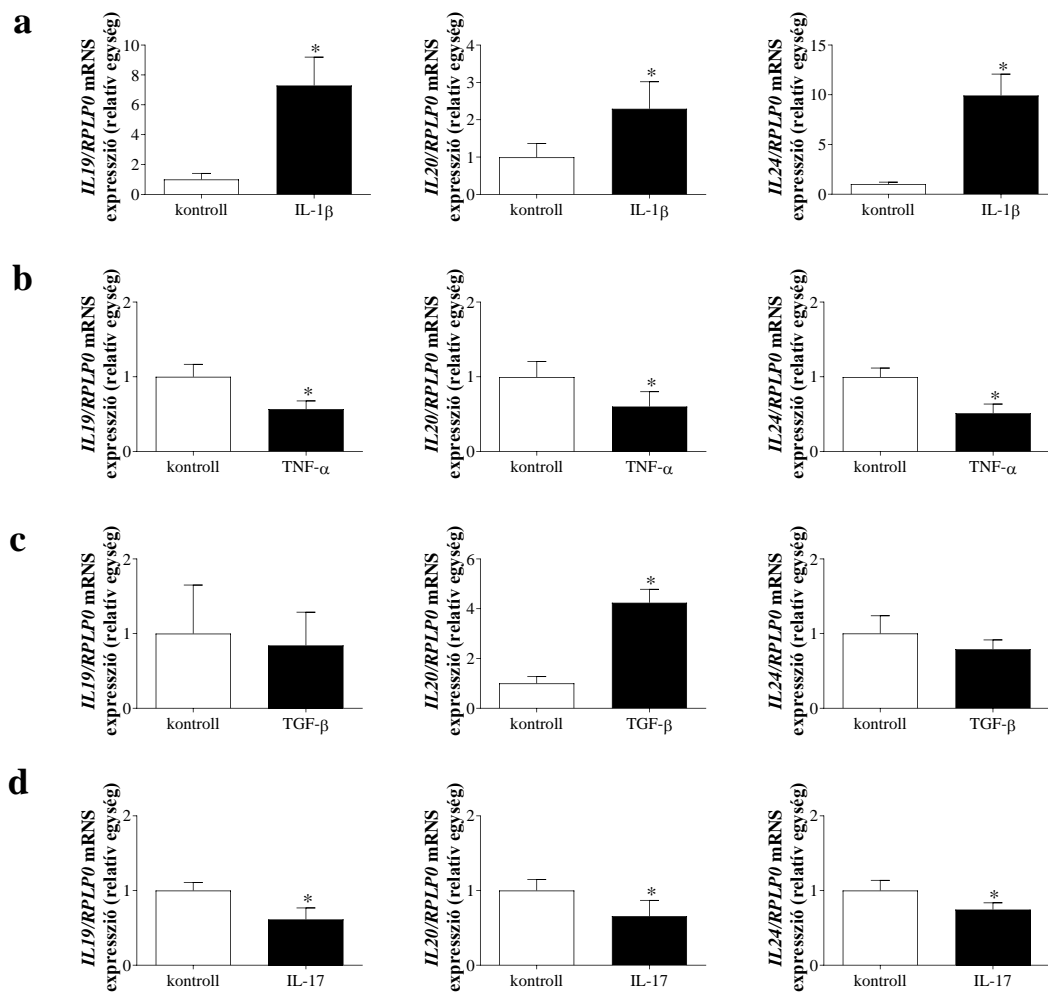 a
IL19/RPLP0 mRNS
expresszió (relatív egység)
10
8
6
4
2
0
*
kontroll IL-1β
IL20/RPLP0 mRNS
expresszió (relatív egység)
4
3
2
1
0
*
kontroll IL-1β
IL24/RPLP0 mRNS
expresszió (relatív egység)
15
10
5
0
*
kontroll IL-1β
b
IL19/RPLP0 mRNS
expresszió (relatív egység)
2
1
0
*
kontroll TNF-α
IL20/RPLP0 mRNS
expresszió (relatív egység)
2
1
0
*
kontroll TNF-α
IL24/RPLP0 mRNS
expresszió (relatív egység)
2
1
0
*
kontroll TNF-α
c
IL19/RPLP0 mRNS
expresszió (relatív egység)
2
1
0
kontroll TGF-β
IL20/RPLP0 mRNS
expresszió (relatív egység)
6
4
2
0
*
kontroll TGF-β
IL24/RPLP0 mRNS
expresszió (relatív egység)
2
1
0
kontroll TGF-β
d
IL19/RPLP0 mRNS
expresszió (relatív egység)
2
1
0
*
kontroll IL-17
IL20/RPLP0 mRNS
expresszió (relatív egység)
2
1
0
*
kontroll IL-17
IL24/RPLP0 mRNS
expresszió (relatív egység)
2
1
0
*
kontroll IL-17